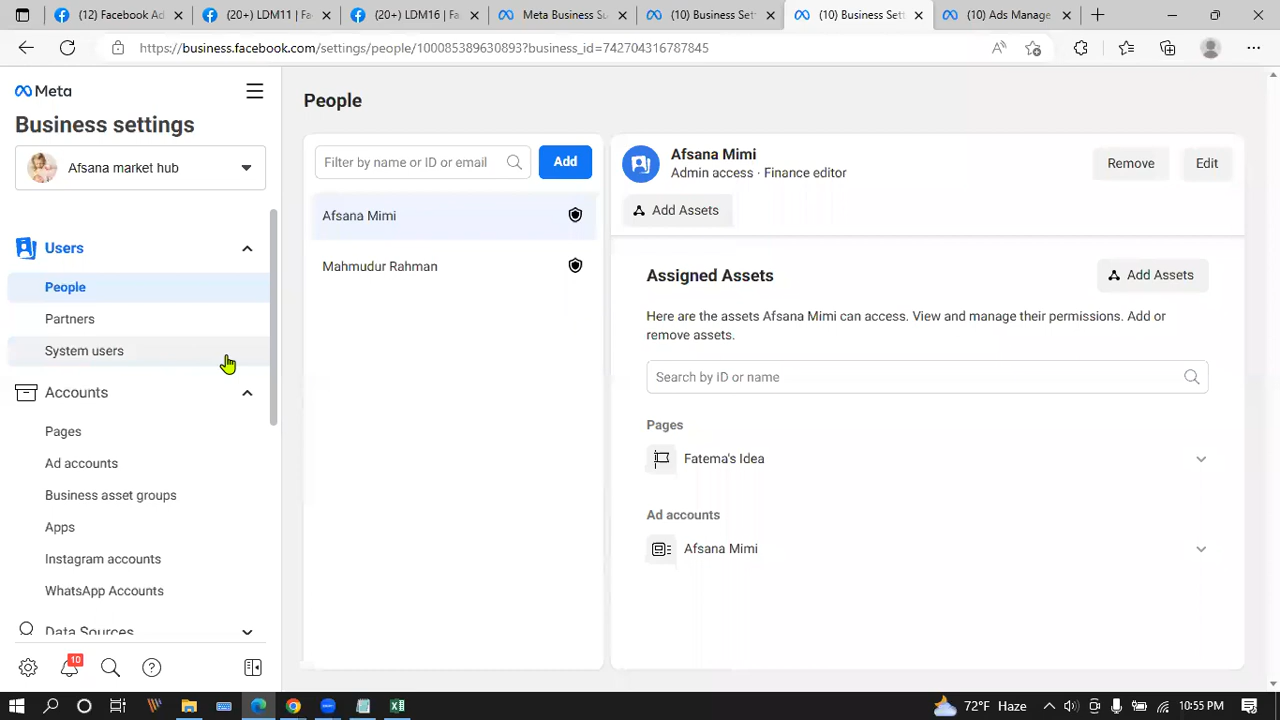 (12) Facebook Ad
(20+) LDM11 | Fa
(20+) LDM16 | Fa
Meta Business Su
(10) Business Set
(10) Business Set
(10) Ads Manage
https://business.facebook.com/settings/people/100085389630893?business_id=742704316787845
Meta
Business settings
Afsana market hub
Users
People
Partners
System users
Accounts
Pages
Ad accounts
Business asset groups
Apps
Instagram accounts
WhatsApp Accounts
Data Sources
10
People
Filter by name or ID or email
Add
Afsana Mimi
Mahmudur Rahman
Afsana Mimi
Admin access · Finance editor
Remove
Edit
Add Assets
Assigned Assets
Add Assets
Here are the assets Afsana Mimi can access. View and manage their permissions. Add or
remove assets.
Search by ID or name
Pages
Fatema's Idea
Ad accounts
Afsana Mimi
72°F Haze
10:55 PM